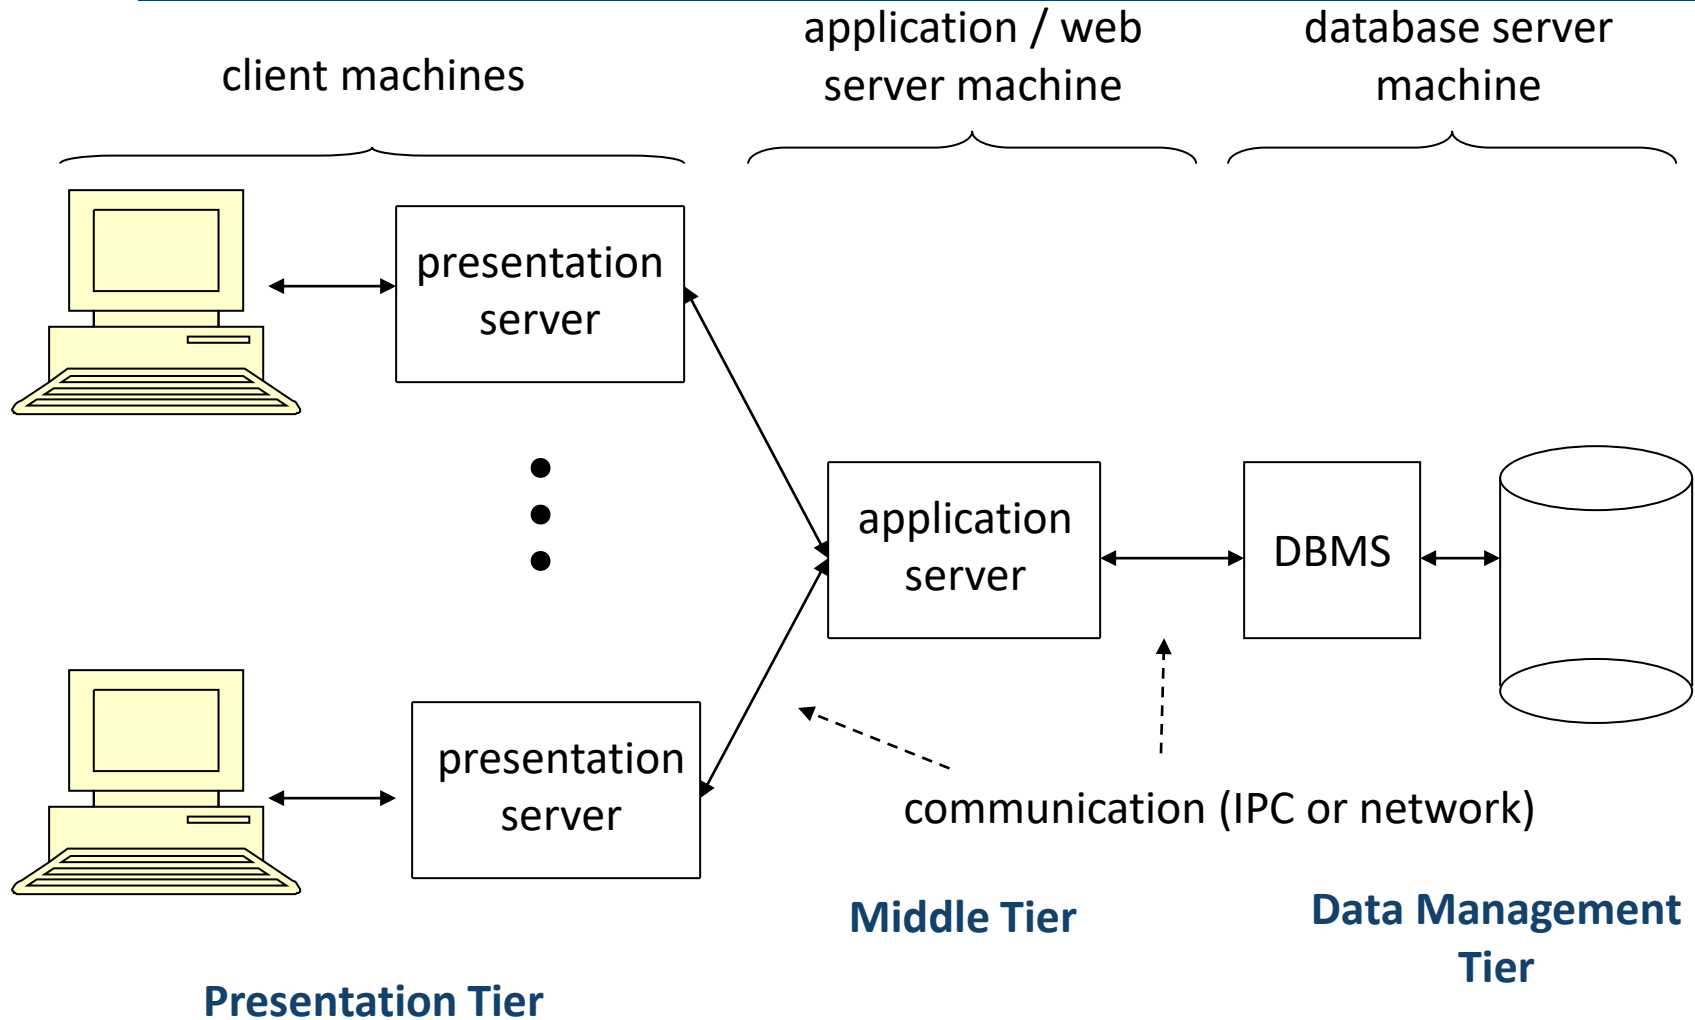 client machines
application / web
server machine
database server
machine
presentation
server
application
server
DBMS
presentation
server
communication (IPC or network)
Middle Tier
Data Management
Tier
Presentation Tier